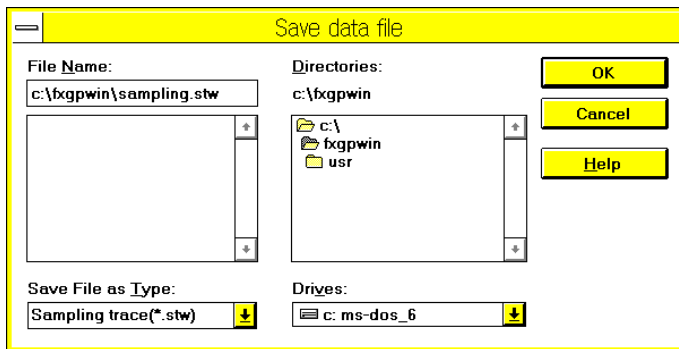 Save data file
File Name:
c:\fxgpwin\sampling.stw
Directories:
c:\fxgpwin
c:\
fxgpwin
usr
OK
Cancel
Help
Save File as Type:
Sampling trace(*.stw)
Drives:
c: ms-dos_6